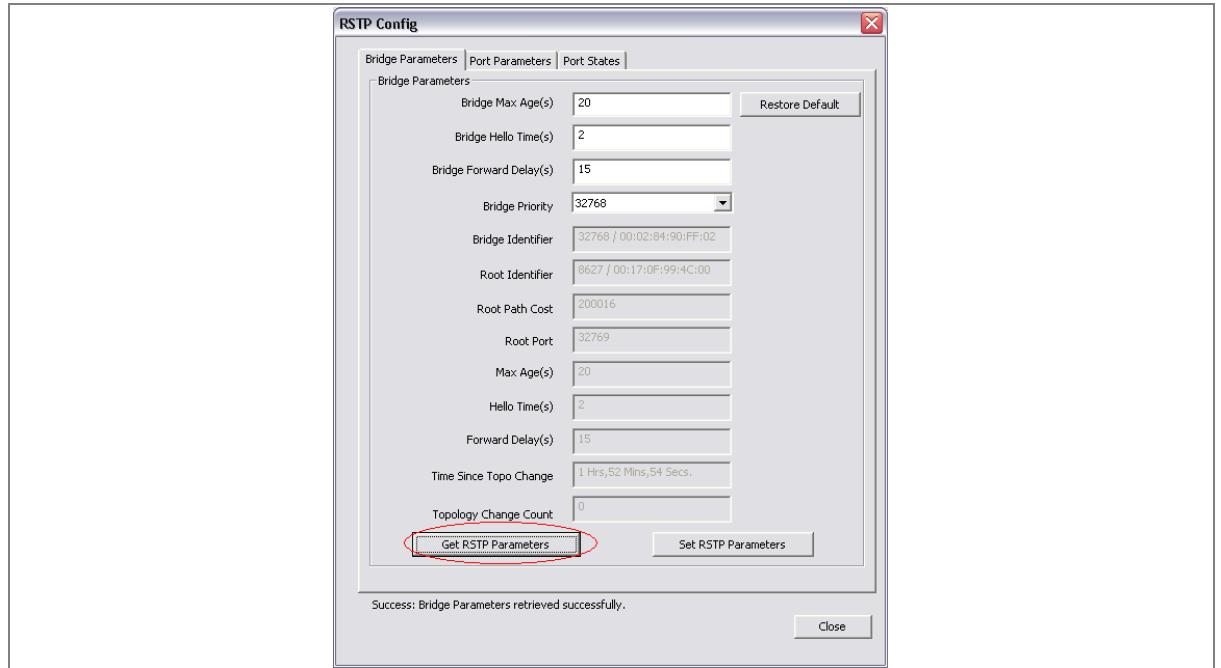 RSTP Config
Bridge Parameters Port Parameters Port States
Bridge Parameters
Bridge Max Age(s) 20 Restore Default
Bridge Hello Time(s) 2
Bridge Forward Delay(s) 15
Bridge Priority 32768
Bridge Identifier 32768 / 00:02:84:90:FF:02
Root Identifier 8627 / 00:17:0F:99:4C:00
Root Path Cost 200016
Root Port 32769
Max Age(s) 20
Hello Time(s) 2
Forward Delay(s) 15
Time Since Topo Change 1 Hrs,52 Mins,54 Secs.
Topology Change Count 0
Get RSTP Parameters Set RSTP Parameters
Success: Bridge Parameters retrieved successfully.
Close